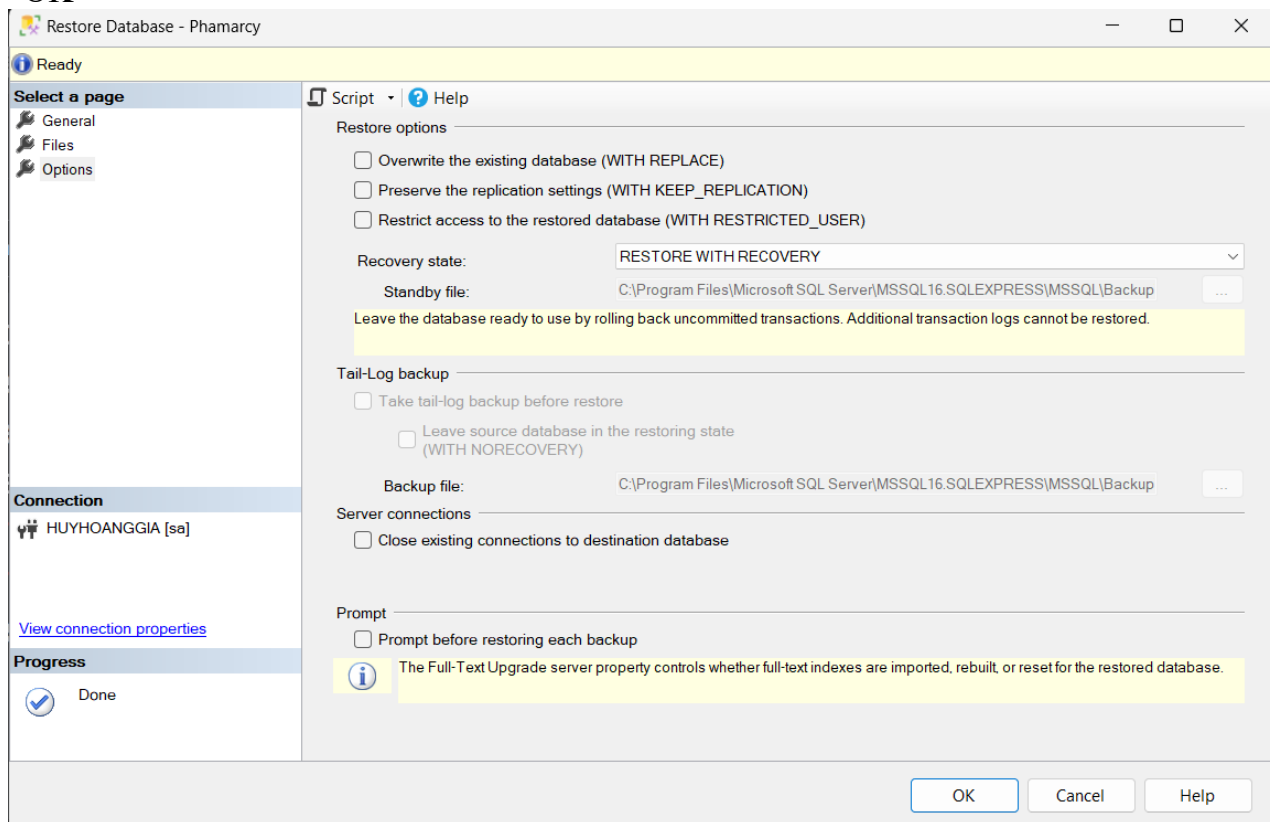 Restore Database - Phamarcy
Ready
Select a page
General
Files
Options
Script
Help
Restore options
Overwrite the existing database (WITH REPLACE)
Preserve the replication settings (WITH KEEP_REPLICATION)
Restrict access to the restored database (WITH RESTRICTED_USER)
Recovery state:
RESTORE WITH RECOVERY
Standby file:
C:\Program Files\Microsoft SQL Server\MSSQL16.SQLEXPRESS\MSSQL\Backup
...
Leave the database ready to use by rolling back uncommitted transactions. Additional transaction logs cannot be restored.
Tail-Log backup
Take tail-log backup before restore
Leave source database in the restoring state
(WITH NORECOVERY)
Backup file:
C:\Program Files\Microsoft SQL Server\MSSQL16.SQLEXPRESS\MSSQL\Backup
...
Server connections
Close existing connections to destination database
Prompt
Prompt before restoring each backup
The Full-Text Upgrade server property controls whether full-text indexes are imported, rebuilt, or reset for the restored database.
Connection
HUYHOANGGIA [sa]
View connection properties
Progress
Done
OK
Cancel
Help